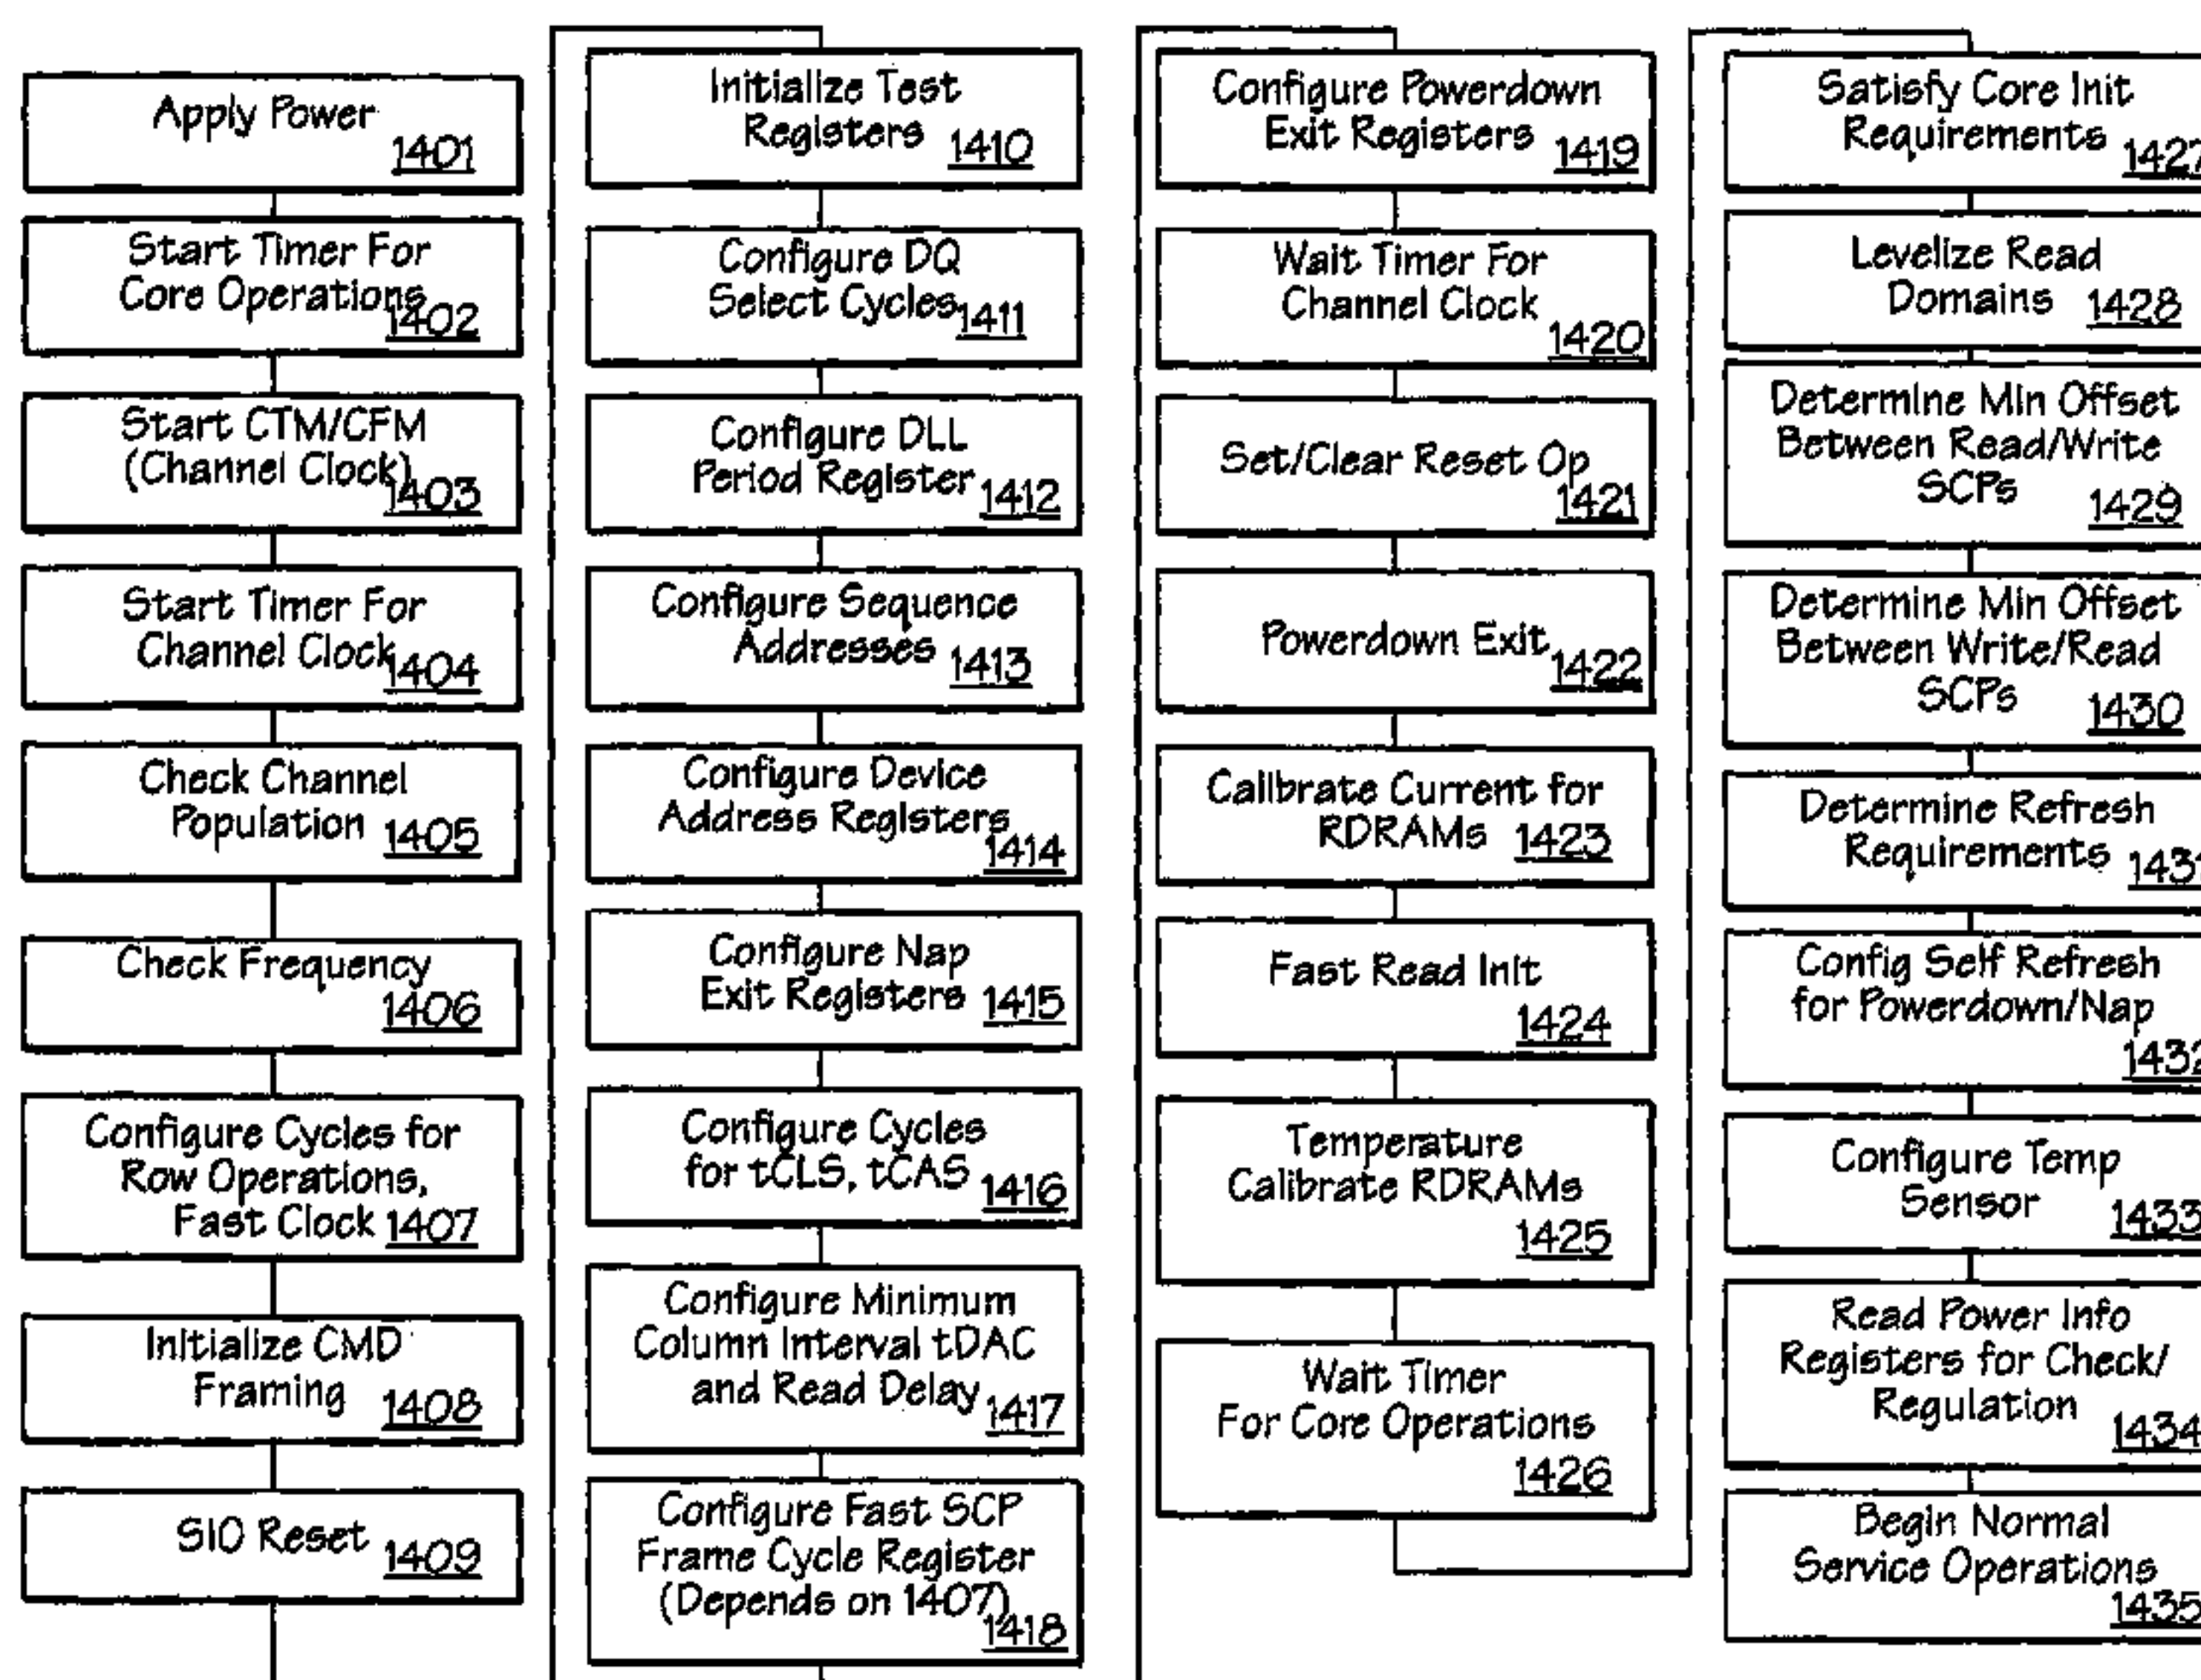 Apply Power
1401
Start Timer For
Core Operations
1402
Start CTM/CFM
(Channel Clock)
1403
Start Timer For
Channel Clock
1404
Check Channel
Population 1405
Check Frequency
1406
Configure Cycles for
Row Operations,
Fast Clock 1407
Initialize CMD
Framing 1408
SIO Reset 1409
Initialize Test
Registers 1410
Configure DQ
Select Cycles 1411
Configure DLL
Period Register 1412
Configure Sequence
Addresses 1413
Configure Device
Address Registers
1414
Configure Nap
Exit Registers 1415
Configure Cycles
for tCLS, tCAS 1416
Configure Minimum
Column Interval tDAC
and Read Delay 1417
Configure Fast SCP
Frame Cycle Register
(Depends on 1407)
1418
Configure Powerdown
Exit Registers 1419
Wait Timer For
Channel Clock
1420
Set/Clear Reset Op
1421
Powerdown Exit
1422
Calibrate Current for
RDRAMs 1423
Fast Read Init
1424
Temperature
Calibrate RDRAMs
1425
Wait Timer
For Core Operations
1426
Satisfy Core Init
Requirements 1427
Levelize Read
Domains 1428
Determine Min Offset
Between Read/Write
SCPs 1429
Determine Min Offset
Between Write/Read
SCPs 1430
Determine Refresh
Requirements 1431
Config Self Refresh
for Powerdown/Nap
1432
Configure Temp
Sensor 1433
Read Power Info
Registers for Check/
Regulation 1434
Begin Normal
Service Operations
1435